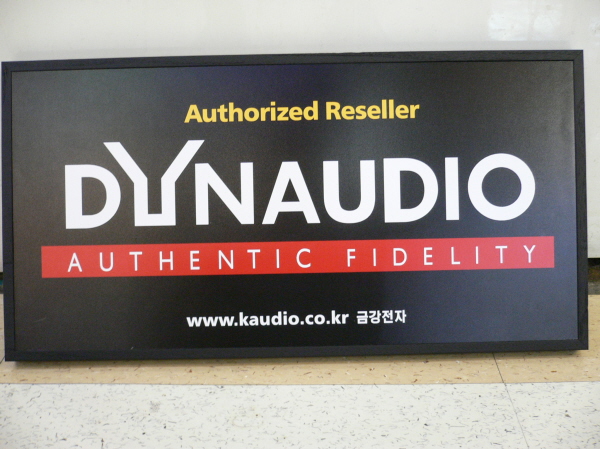 Authorized Reseller
DYNAUDIO
AUTHENTIC FIDELITY
www.kaudio.co.kr 금강전자